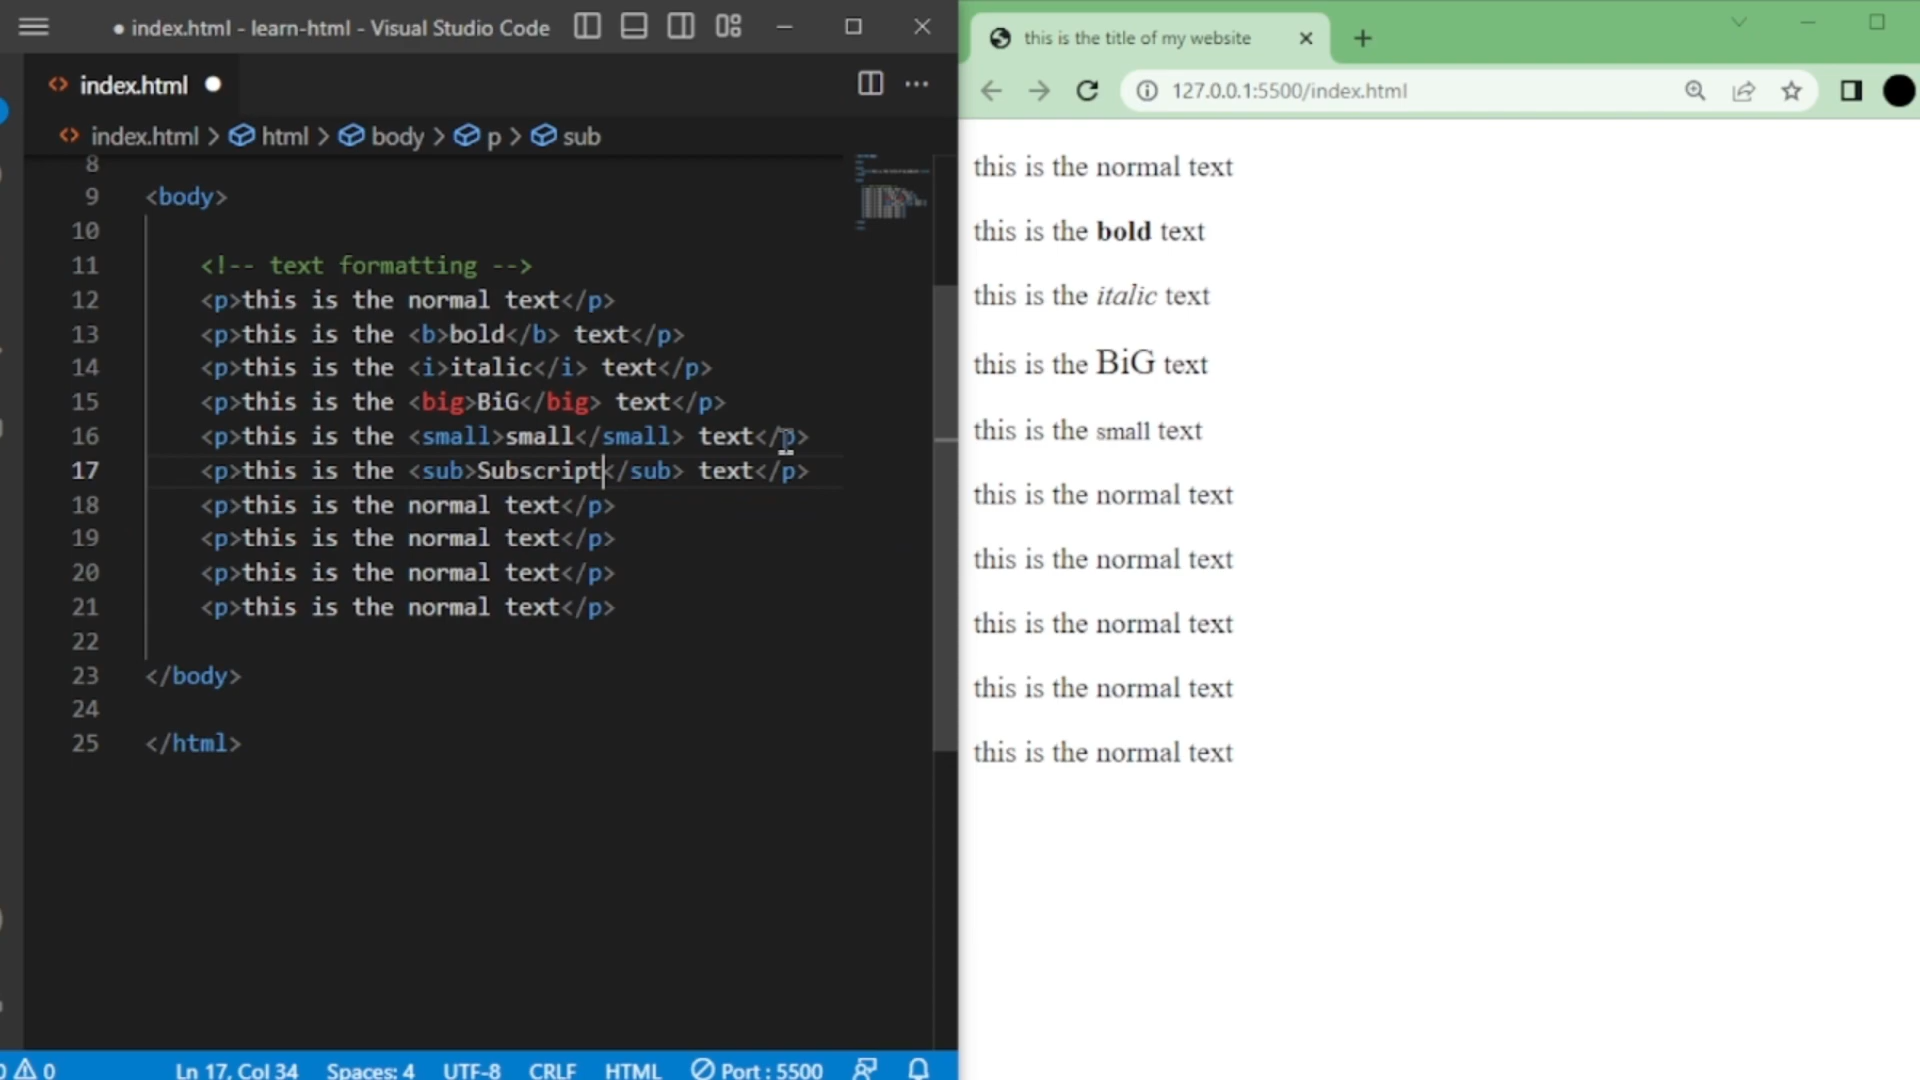 ● index.html - learn-html - Visual Studio Code
index.html ●
index.html > html > body > p > sub
8
9 <body>
10
11 <!-- text formatting -->
12 <p>this is the normal text</p>
13 <p>this is the <b>bold</b> text</p>
14 <p>this is the <i>italic</i> text</p>
15 <p>this is the <big>BiG</big> text</p>
16 <p>this is the <small>small</small> text</p>
17 <p>this is the <sub>Subscript</sub> text</p>
18 <p>this is the normal text</p>
19 <p>this is the normal text</p>
20 <p>this is the normal text</p>
21 <p>this is the normal text</p>
22
23 </body>
24
25 </html>
0 Ln 17, Col 34 Spaces: 4 UTF-8 CRLF HTML Port : 5500
this is the title of my website
127.0.0.1:5500/index.html
this is the normal text
this is the bold text
this is the italic text
this is the BiG text
this is the small text
this is the normal text
this is the normal text
this is the normal text
this is the normal text
this is the normal text